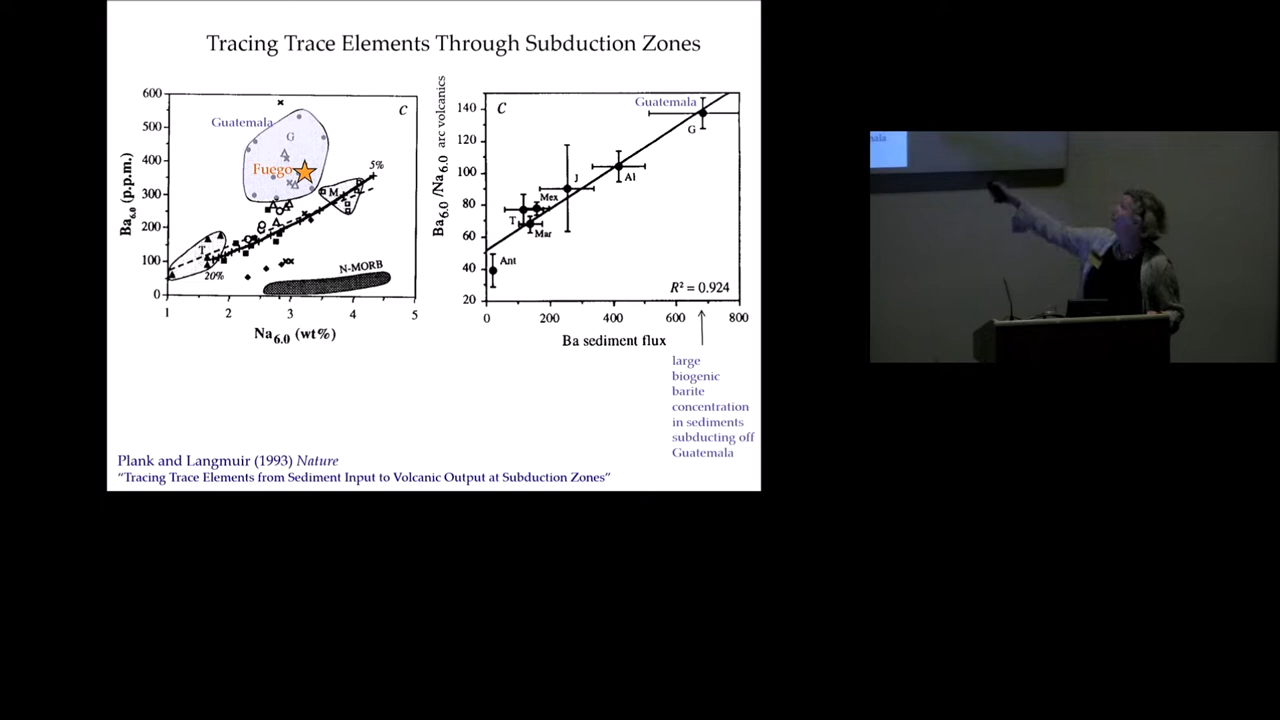 Tracing Trace Elements Through Subduction Zones
600
500
400
300
200
100
0
Ba6.0 (p.p.m.)
C
Guatemala
G
Fuego
5%
M
T
20%
N-MORB
1
2
3
4
5
Na6.0 (wt%)
Ba6.0/Na6.0 arc volcanics
140
120
100
80
60
40
20
C
Guatemala
G
Al
J
Mex
T
Mar
Ant
R² = 0.924
0
200
400
600
800
Ba sediment flux
large
biogenic
barite
concentration
in sediments
subducting off
Guatemala
Plank and Langmuir (1993) Nature
"Tracing Trace Elements from Sediment Input to Volcanic Output at Subduction Zones"